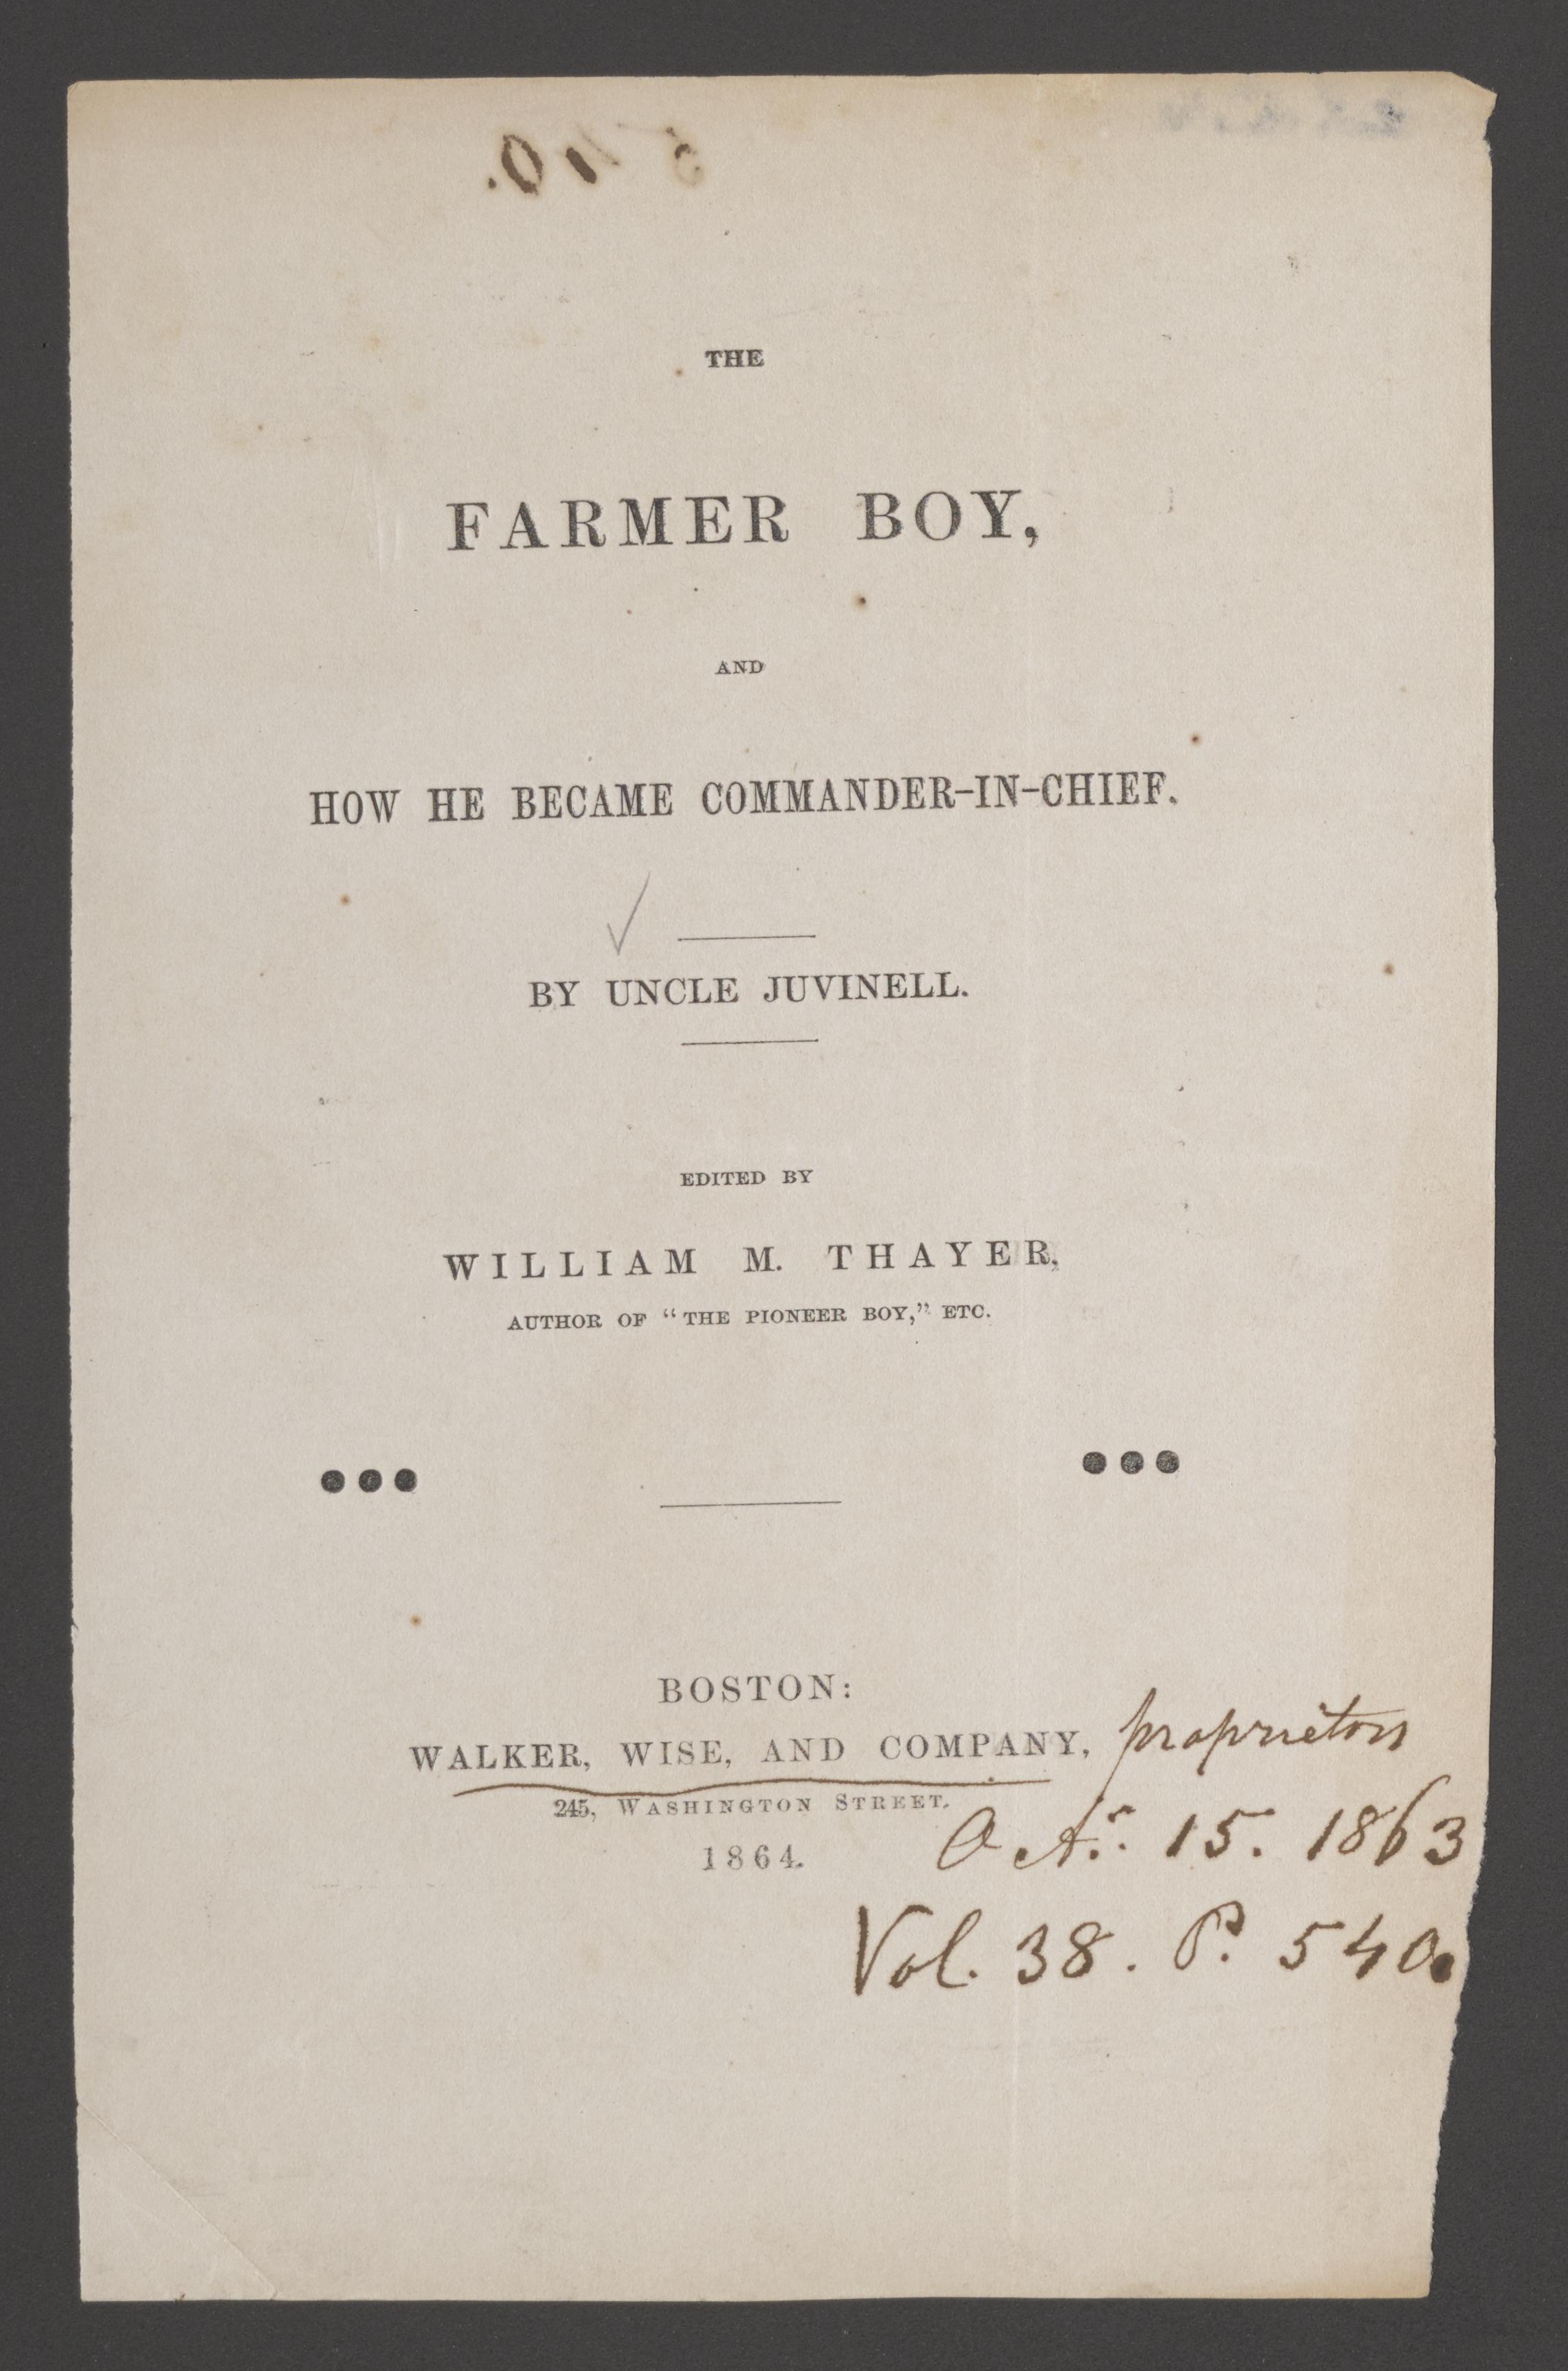 THE
FARMER BOY,
AND
HOW HE BECAME COMMANDER-IN-CHIEF.
BY UNCLE JUVINELL.
EDITED BY
WILLIAM M. THAYER,
AUTHOR OF “THE PIONEER BOY,” ETC.
BOSTON:
WALKER, WISE, AND COMPANY, proprietors
245, WASHINGTON STREET.
1864. Oct. 15. 1863
Vol. 38. P. 540.